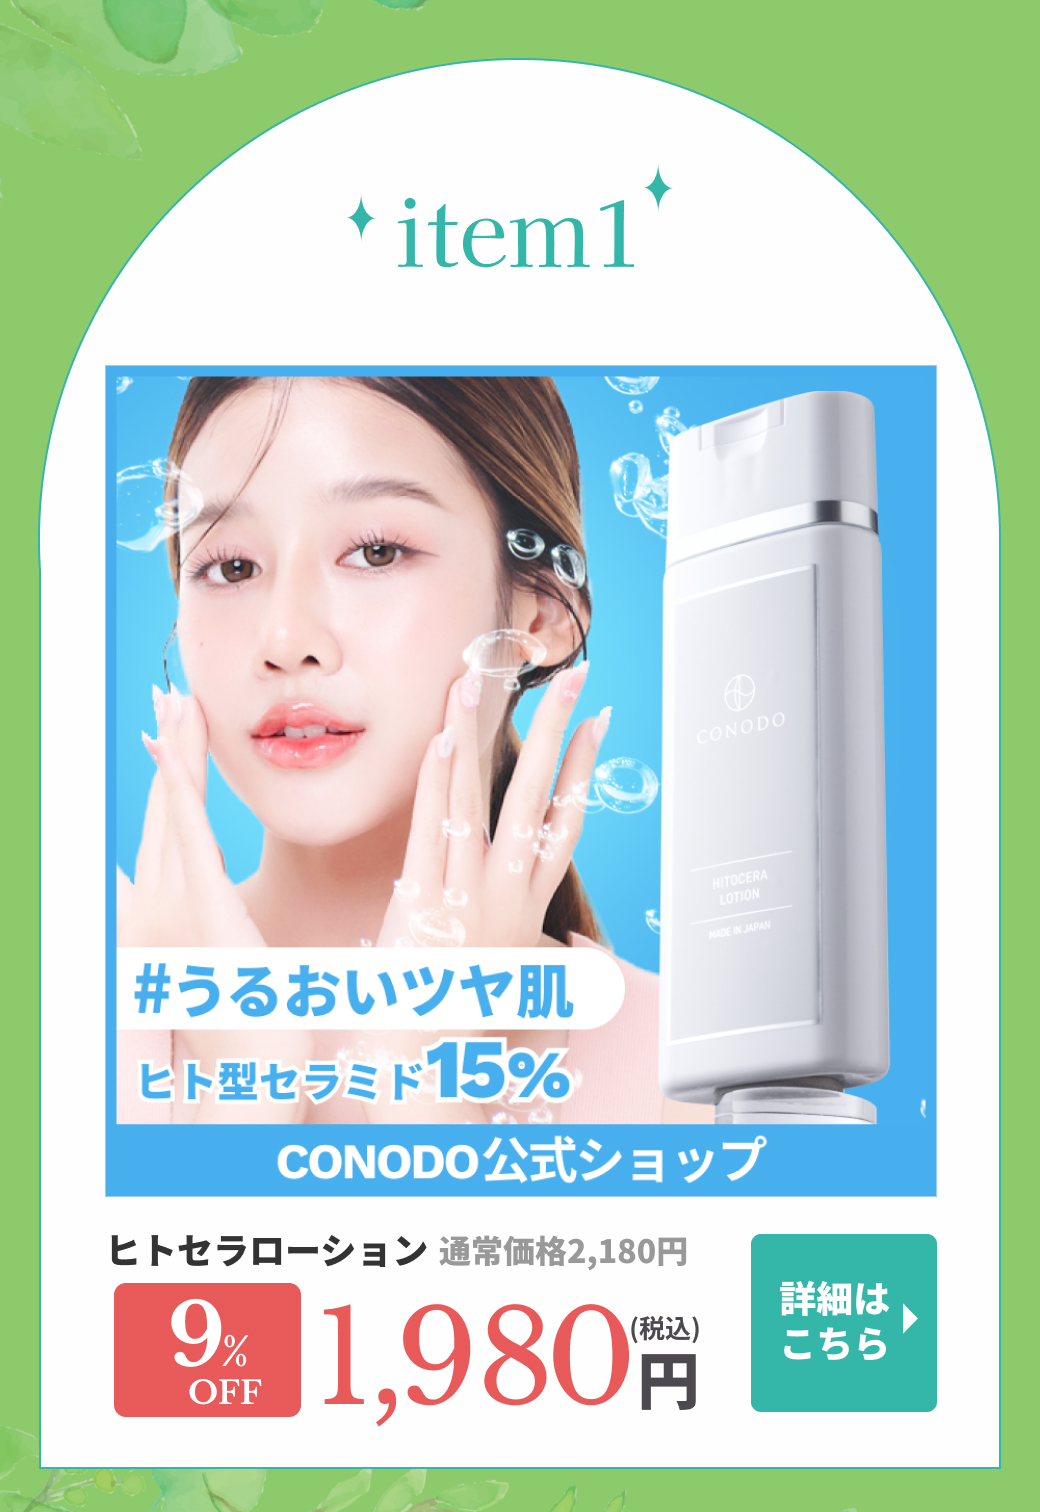 item1
CONODO
HITOCERA
LOTION
MADE IN JAPAN
#うるおいツヤ肌
ヒト型セラミド15%
CONODO公式ショップ
ヒトセラローション 通常価格2,180円
9%
OFF
1,980円(税込)
詳細は
こちら